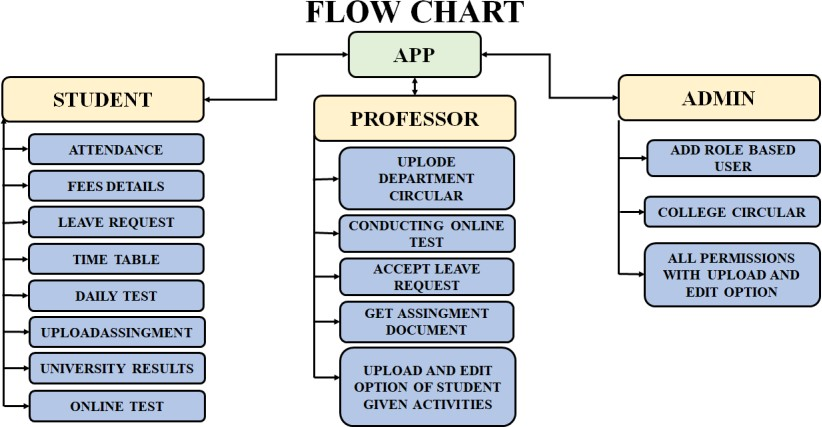 FLOW CHART
APP
STUDENT
ATTENDANCE
FEES DETAILS
LEAVE REQUEST
TIME TABLE
DAILY TEST
UPLOADASSINGMENT
UNIVERSITY RESULTS
ONLINE TEST
PROFESSOR
UPLODE
DEPARTMENT
CIRCULAR
CONDUCTING ONLINE
TEST
ACCEPT LEAVE
REQUEST
GET ASSINGMENT
DOCUMENT
UPLOAD AND EDIT
OPTION OF STUDENT
GIVEN ACTIVITIES
ADMIN
ADD ROLE BASED
USER
COLLEGE CIRCULAR
ALL PERMISSIONS
WITH UPLOAD AND
EDIT OPTION